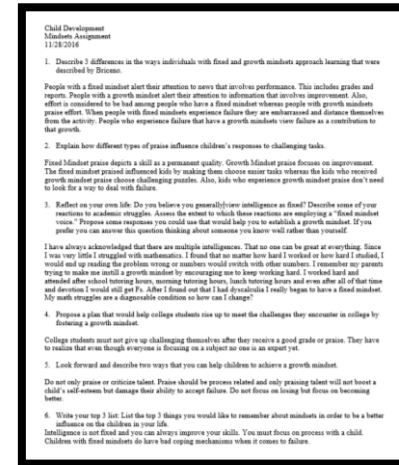 Child Development
Mindsets Assignment
11/28/2016
1. Describe 3 differences in the ways individuals with fixed and growth mindsets approach learning that were
described by Briceno.
People with a fixed mindset alert their attention to news that involves performance. This includes grades and
reports. People with a growth mindset alert their attention to information that involves improvement. Also,
effort is considered to be bad among people who have a fixed mindset whereas people with growth mindsets
praise effort. When people with fixed mindsets experience failure they are embarrassed and distance themselves
from the activity. People who experience failure that have a growth mindsets view failure as a contribution to
that growth.
2. Explain how different types of praise influence children's responses to challenging tasks.
Fixed Mindset praise depicts a skill as a permanent quality. Growth Mindset praise focuses on improvement.
The fixed mindset praised influenced kids by making them choose easier tasks whereas the kids who received
growth mindset praise choose challenging puzzles. Also, kids who experience growth mindset praise don't need
to look for a way to deal with failure.
3. Reflect on your own life: Do you believe you generally view intelligence as fixed? Describe some of your
reactions to academic struggles. Assess the extent to which these reactions are employing a "fixed mindset
voice." Propose some responses you could use that would help you to establish a growth mindset. If you
prefer you can answer this question thinking about someone you know well rather than yourself.
I have always acknowledged that there are multiple intelligences. That no one can be great at everything. Since
I was very little I struggled with mathematics. I found that no matter how hard I worked or how hard I studied, I
would end up reading the problem wrong or numbers would switch with other numbers. I remember my parents
trying to make me instill a growth mindset by encouraging me to keep working hard. I worked hard and
attended after school tutoring hours, morning tutoring hours, lunch tutoring hours and even after all of that time
and devotion I would still get Fs. After I found out that I had dyscalculia I really began to have a fixed mindset.
My math struggles are a diagnosable condition so how can I change?
4. Propose a plan that would help college students rise up to meet the challenges they encounter in college by
fostering a growth mindset.
College students must not give up challenging themselves after they receive a good grade or praise. They have
to realize that even though everyone is focusing on a subject no one is an expert yet.
5. Look forward and describe two ways that you can help children to achieve a growth mindset.
Do not only praise or criticize talent. Praise should be process related and only praising talent will not boost a
child's self-esteem but damage their ability to accept failure. Do not focus on losing but focus on becoming
better.
6. Write your top 3 list: List the top 3 things you would like to remember about mindsets in order to be a better
influence on the children in your life.
Intelligence is not fixed and you can always improve your skills. You must focus on process with a child.
Children with fixed mindsets do have bad coping mechanisms when it comes to failure.